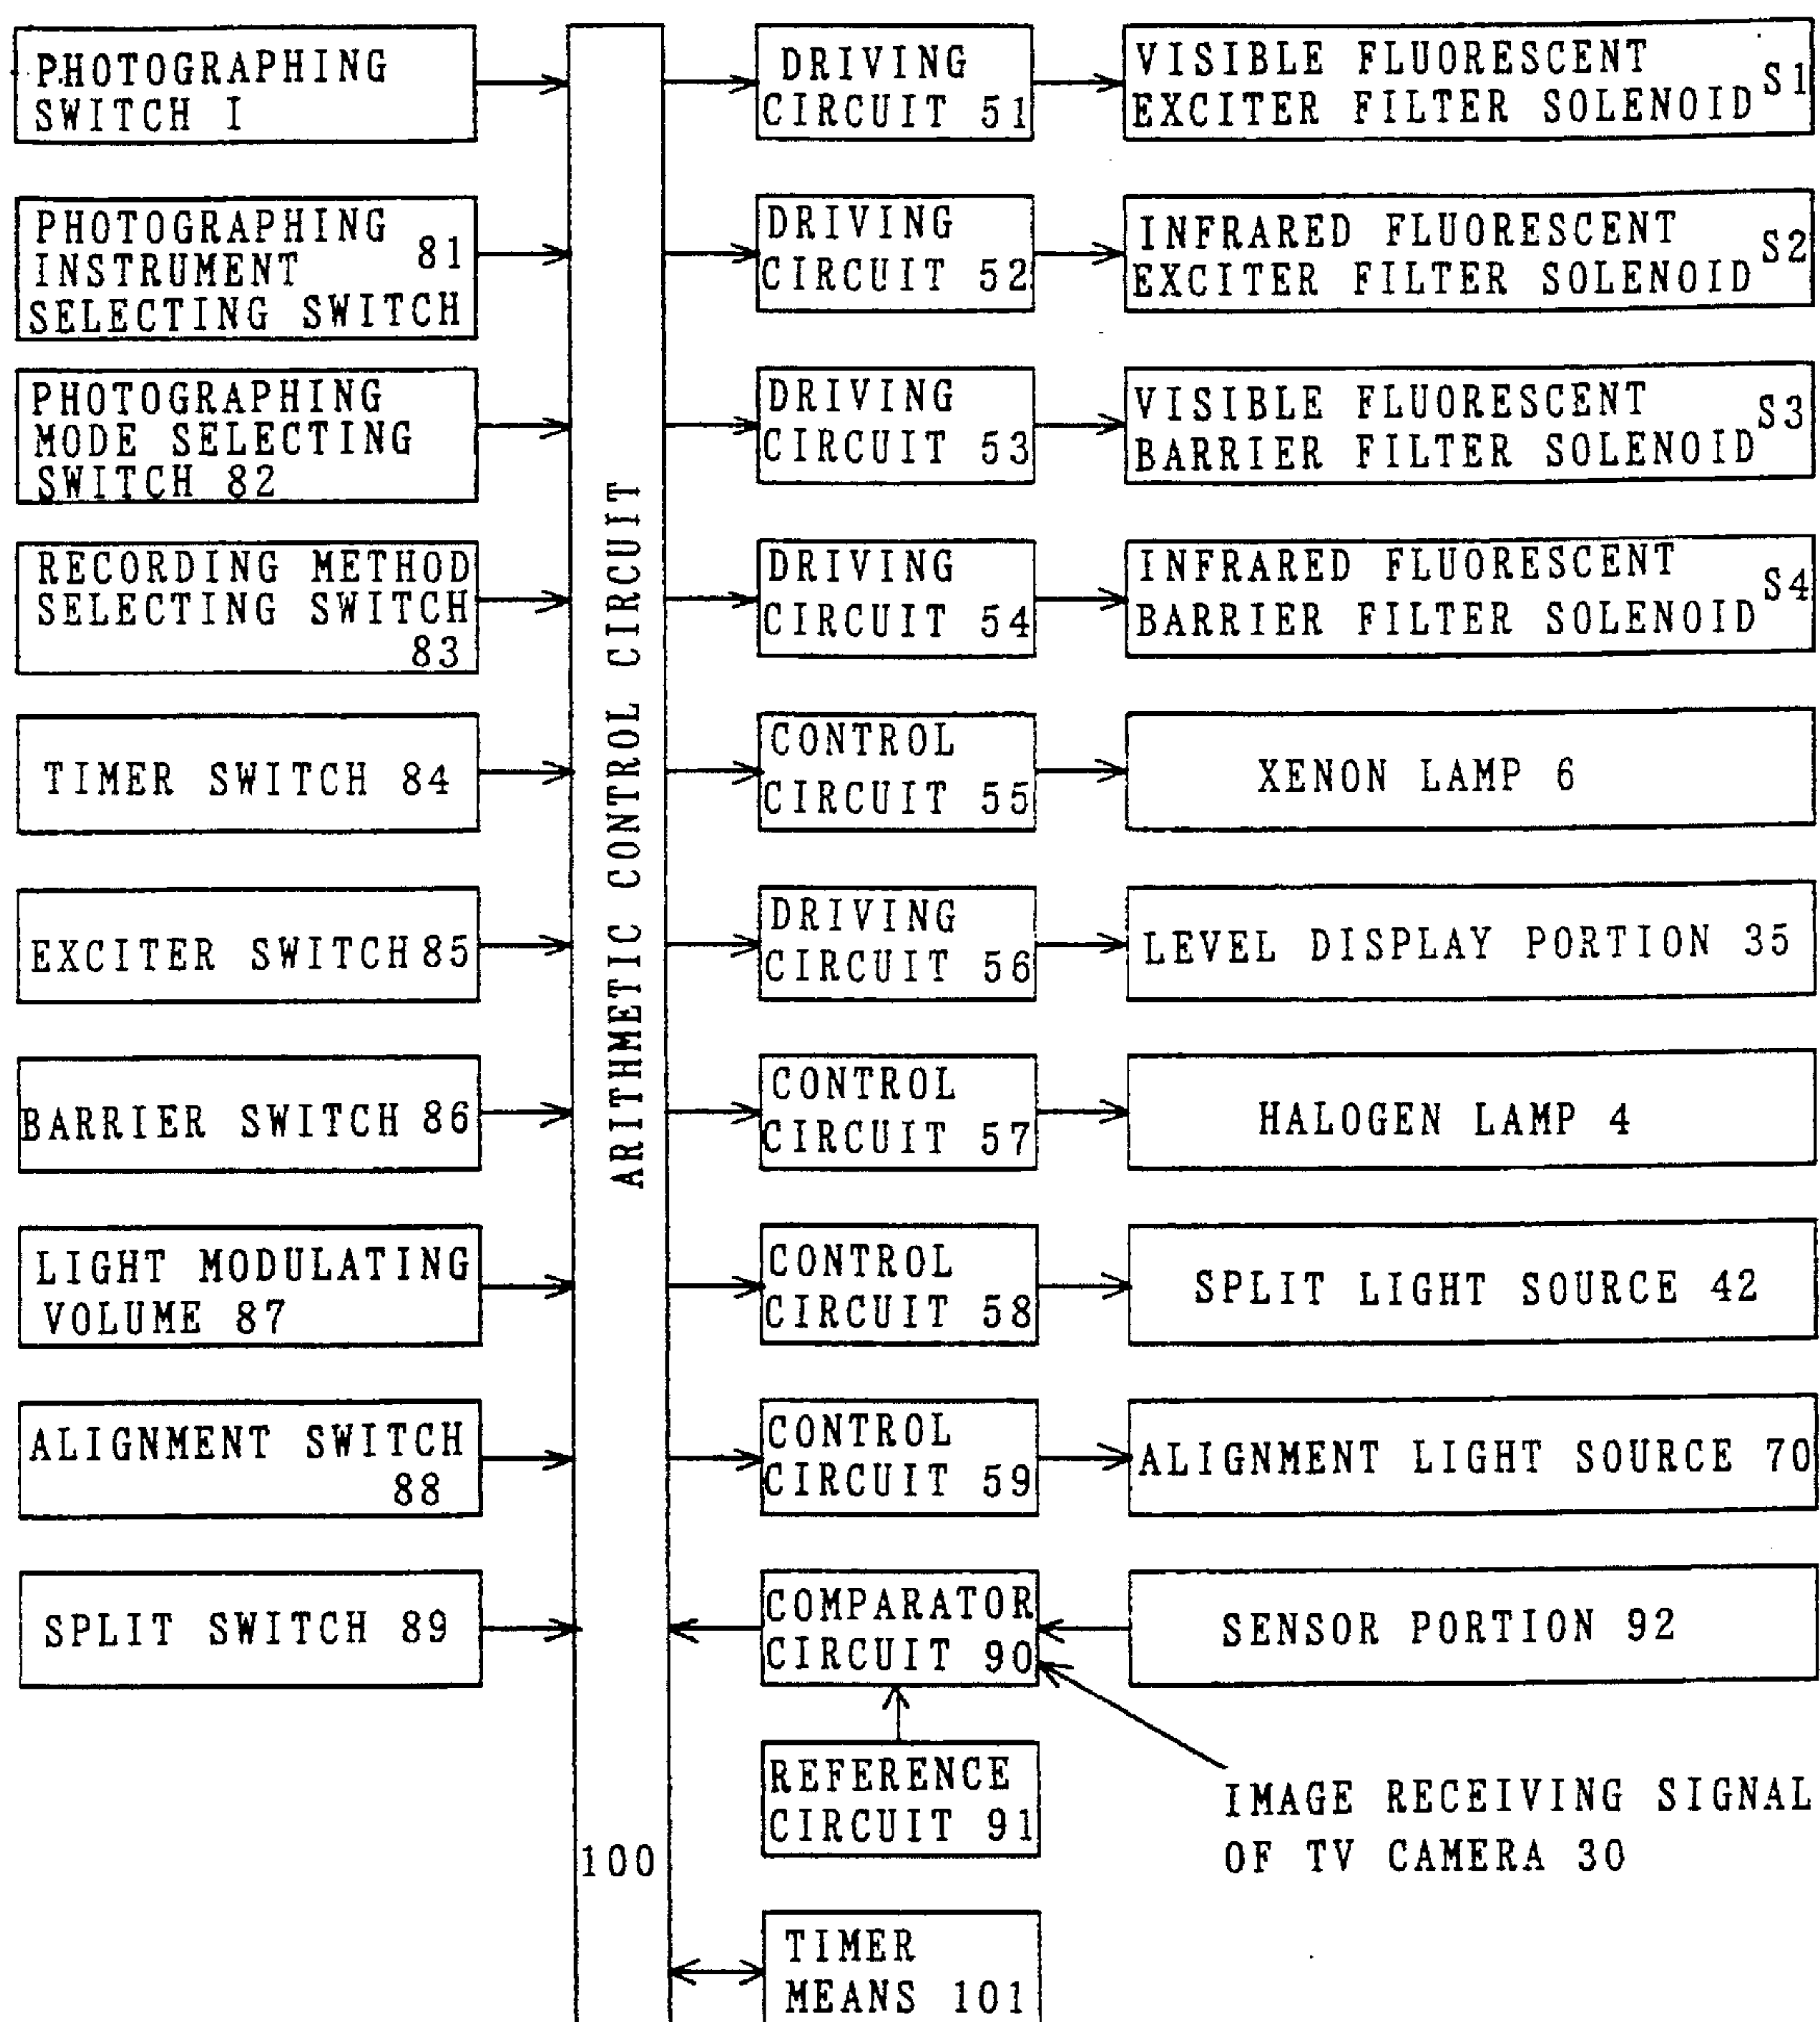 PHOTOGRAPHING
SWITCH I
PHOTOGRAPHING
INSTRUMENT 81
SELECTING SWITCH
PHOTOGRAPHING
MODE SELECTING
SWITCH 82
RECORDING METHOD
SELECTING SWITCH
83
TIMER SWITCH 84
EXCITER SWITCH 85
BARRIER SWITCH 86
LIGHT MODULATING
VOLUME 87
ALIGNMENT SWITCH
88
SPLIT SWITCH 89
ARITHMETIC CONTROL CIRCUIT
100
DRIVING
CIRCUIT 51
VISIBLE FLUORESCENT
EXCITER FILTER SOLENOID S1
DRIVING
CIRCUIT 52
INFRARED FLUORESCENT
EXCITER FILTER SOLENOID S2
DRIVING
CIRCUIT 53
VISIBLE FLUORESCENT
BARRIER FILTER SOLENOID S3
DRIVING
CIRCUIT 54
INFRARED FLUORESCENT
BARRIER FILTER SOLENOID S4
CONTROL
CIRCUIT 55
XENON LAMP 6
DRIVING
CIRCUIT 56
LEVEL DISPLAY PORTION 35
CONTROL
CIRCUIT 57
HALOGEN LAMP 4
CONTROL
CIRCUIT 58
SPLIT LIGHT SOURCE 42
CONTROL
CIRCUIT 59
ALIGNMENT LIGHT SOURCE 70
COMPARATOR
CIRCUIT 90
SENSOR PORTION 92
REFERENCE
CIRCUIT 91
IMAGE RECEIVING SIGNAL
OF TV CAMERA 30
TIMER
MEANS 101